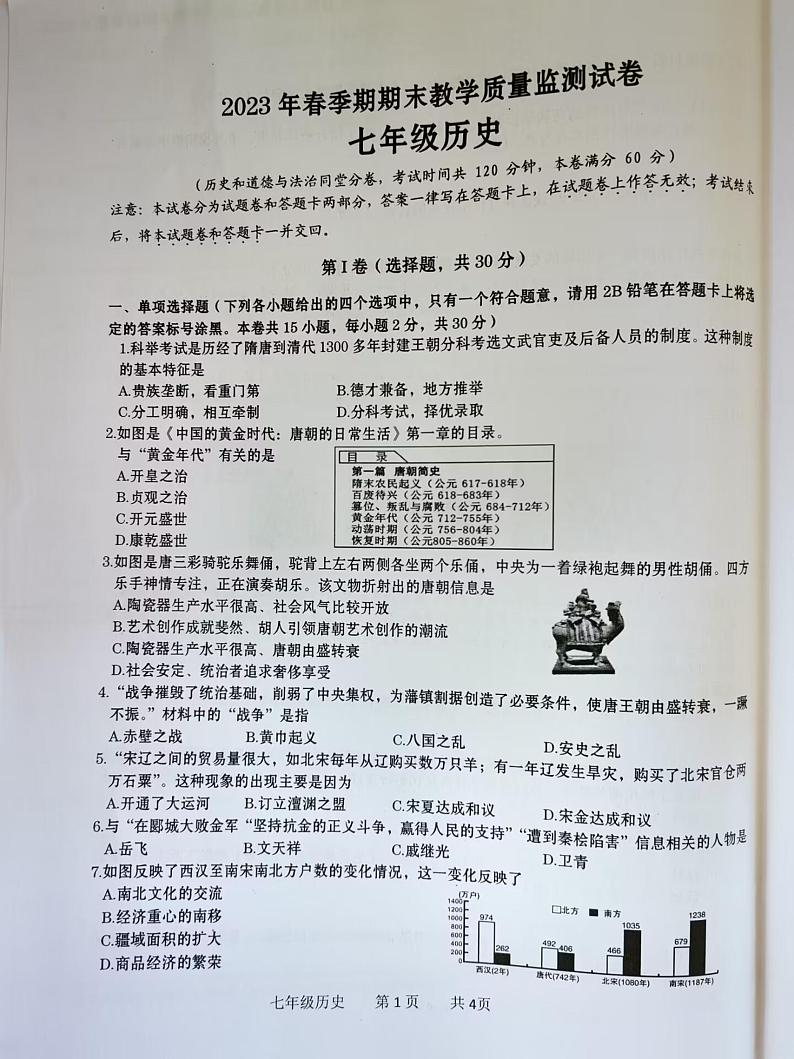 2023年春季期期末教学质量监测试卷
七年级历史
(历史和道德与法治同堂分卷，考试时间共 120 分钟，本卷满分 60 分)
注意：本试卷分为试题卷和答题卡两部分，答案一律写在答题卡上，在试题卷上作答无效；考试结束
后，将本试题卷和答题卡一并交回。
第Ⅰ卷（选择题，共30分）
一、单项选择题（下列各小题给出的四个选项中，只有一个符合题意，请用2B铅笔在答题卡上将选
定的答案标号涂黑。本卷共15小题，每小题2分，共30分）
1.科举考试是历经了隋唐到清代1300多年封建王朝分科考选文武官吏及后备人员的制度。这种制度
的基本特征是
A.贵族垄断，看重门第 B.德才兼备，地方推举
C.分工明确，相互牵制 D.分科考试，择优录取
2.如图是《中国的黄金时代：唐朝的日常生活》第一章的目录。
与“黄金年代”有关的是
A.开皇之治
B.贞观之治
C.开元盛世
D.康乾盛世
目 录
第一篇 唐朝简史
隋末农民起义（公元 617-618年）
百废待兴（公元 618-683年）
篡位、叛乱与腐败（公元 684-712年）
黄金年代（公元 712-755年）
动荡时期（公元 756-804年）
恢复时期（公元805-860年）
3.如图是唐三彩骑驼乐舞俑，驼背上左右两侧各坐两个乐俑，中央为一着绿袍起舞的男性胡俑。四方
乐手神情专注，正在演奏胡乐。该文物折射出的唐朝信息是
A.陶瓷器生产水平很高、社会风气比较开放
B.艺术创作成就斐然、胡人引领唐朝艺术创作的潮流
C.陶瓷器生产水平很高、唐朝由盛转衰
D.社会安定、统治者追求奢侈享受
4.“战争摧毁了统治基础，削弱了中央集权，为藩镇割据创造了必要条件，使唐王朝由盛转衰，一蹶
不振。”材料中的“战争”是指
A.赤壁之战 B.黄巾起义 C.八国之乱 D.安史之乱
5.“宋辽之间的贸易量很大，如北宋每年从辽购买数万只羊；有一年辽发生旱灾，购买了北宋官仓两
万石粟”。这种现象的出现主要是因为
A.开通了大运河 B.订立澶渊之盟 C.宋夏达成和议 D.宋金达成和议
6.与“在郾城大败金军“坚持抗金的正义斗争，赢得人民的支持”“遭到秦桧陷害”信息相关的人物是
A.岳飞 B.文天祥 C.戚继光 D.卫青
7.如图反映了西汉至南宋南北方户数的变化情况，这一变化反映了
A.南北文化的交流
B.经济重心的南移
C.疆域面积的扩大
D.商品经济的繁荣
(万户)
1400
1200
1000
800
600
400
200
0
北方 南方
974 262 492 406 466 1035 679 1238
西汉(2年) 唐代(742年) 北宋(1080年) 南宋(1187年)
七年级历史 第 1 页 共 4页